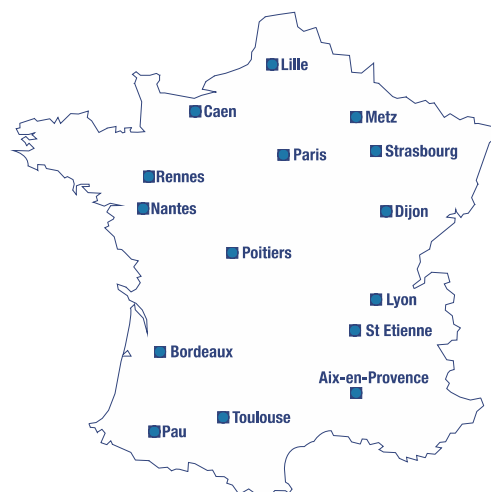 Lille
Caen
Metz
Paris
Strasbourg
Rennes
Nantes
Dijon
Poitiers
Lyon
St Etienne
Bordeaux
Aix-en-Provence
Toulouse
Pau